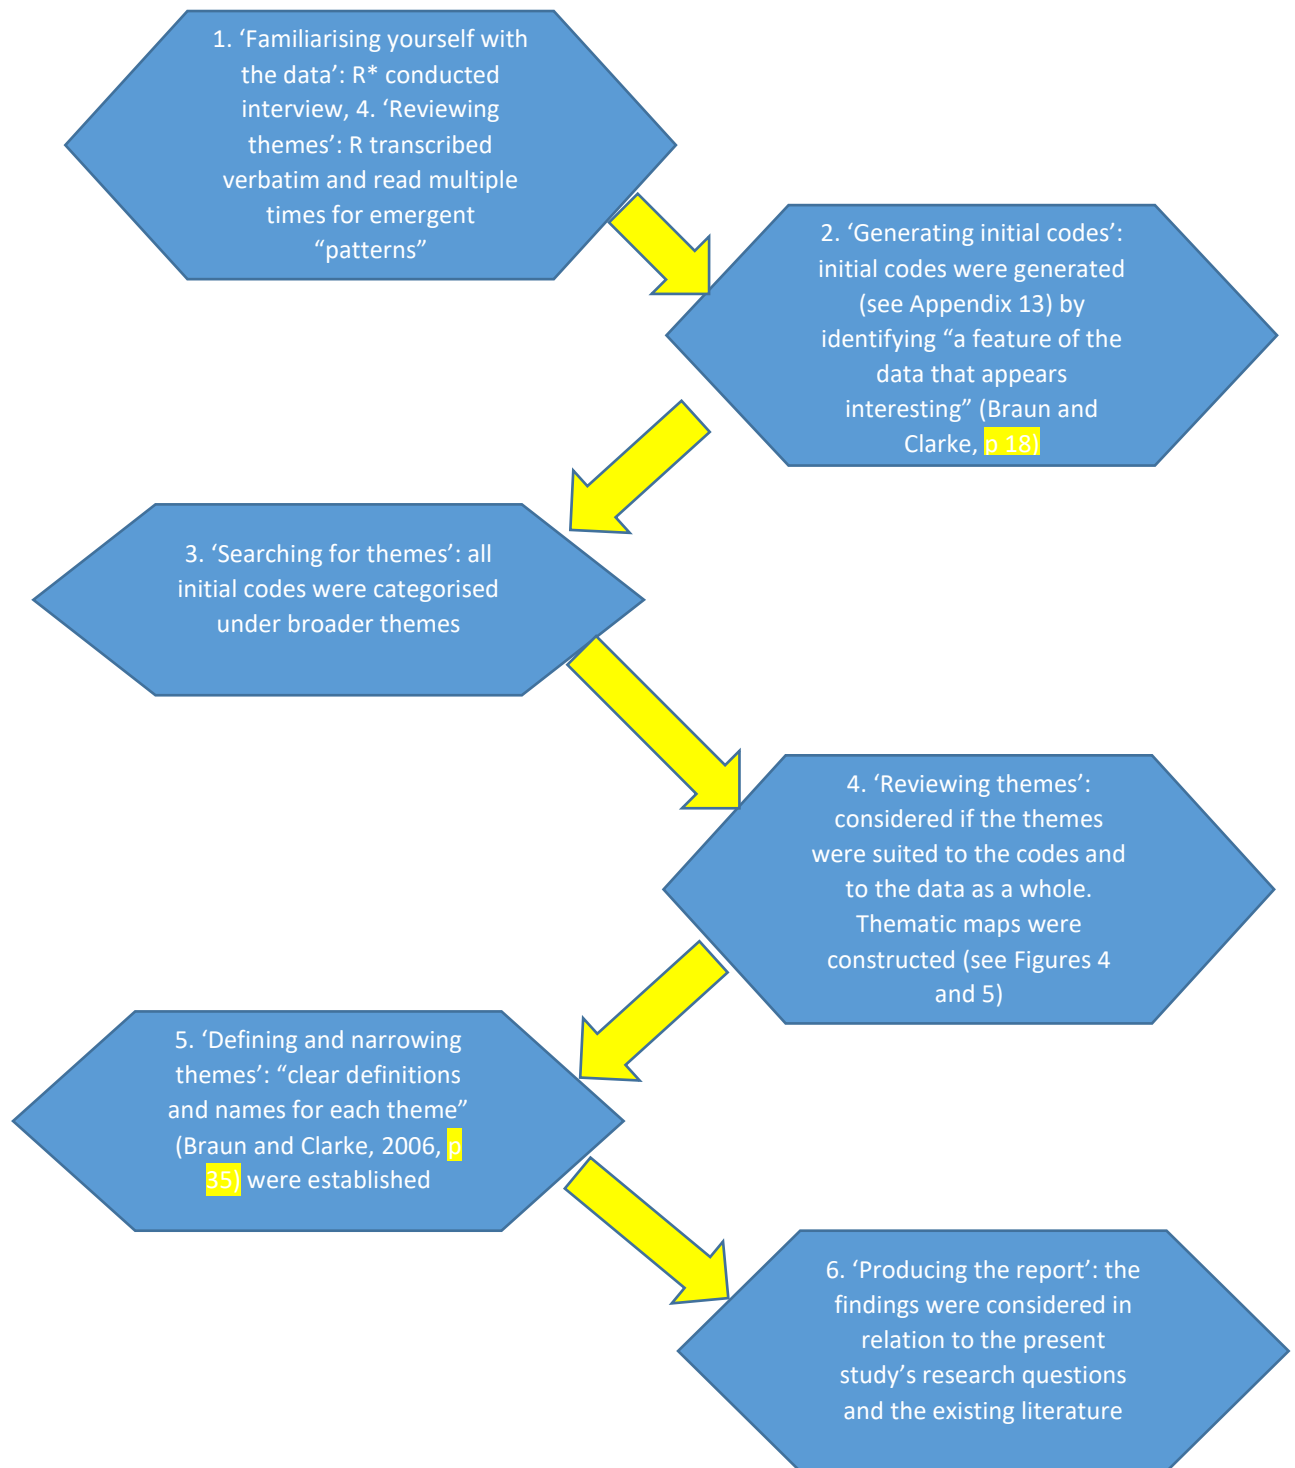 1. ‘Familiarising yourself with
the data’: R* conducted
interview, 4. ‘Reviewing
themes’: R transcribed
verbatim and read multiple
times for emergent
“patterns”
2. ‘Generating initial codes’:
initial codes were generated
(see Appendix 13) by
identifying “a feature of the
data that appears
interesting” (Braun and
Clarke, p 18)
3. ‘Searching for themes’: all
initial codes were categorised
under broader themes
4. ‘Reviewing themes’:
considered if the themes
were suited to the codes and
to the data as a whole.
Thematic maps were
constructed (see Figures 4
and 5)
5. ‘Defining and narrowing
themes’: “clear definitions
and names for each theme”
(Braun and Clarke, 2006, p
35) were established
6. ‘Producing the report’: the
findings were considered in
relation to the present
study’s research questions
and the existing literature